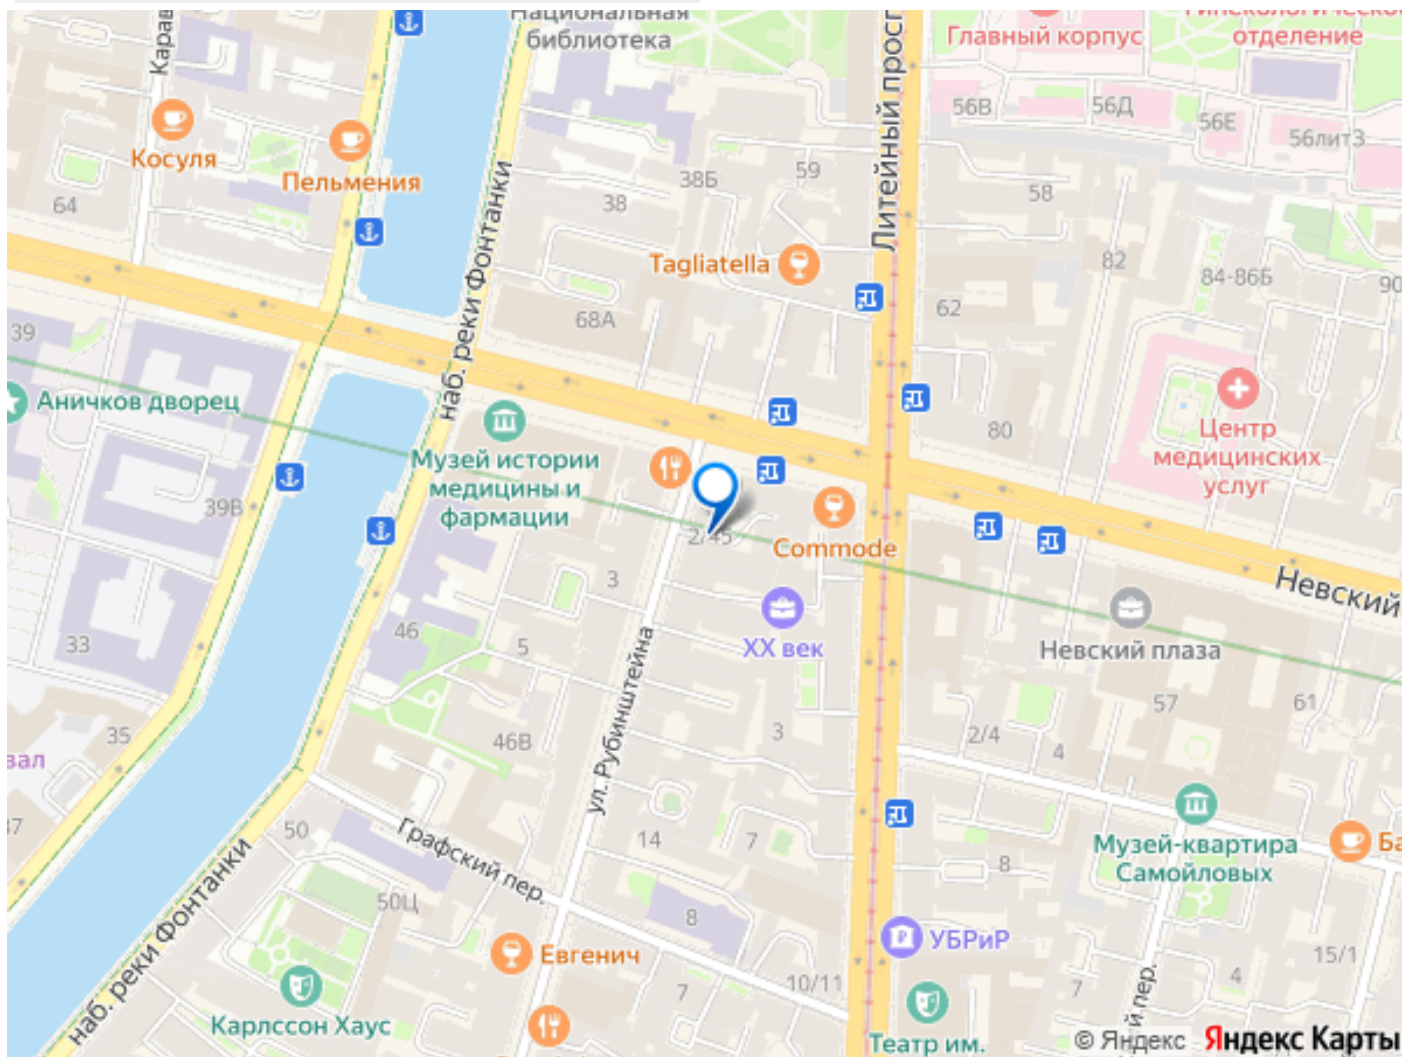 Национальная
библиотека
Карав
Главный корпус
отделение
Литейный просп
56В
56Д
56Е
56литЗ
Косуля
Пельмения
наб. реки Фонтанки
38Б
59
58
64
38
Tagliatella
82
84-86Б
90
62
68А
39
Аничков дворец
80
Центр
медицинских
услуг
Музей истории
медицины и
фармации
39В
2/45
Commode
Невский
3
33
46
5
ул. Рубинштейна
XX век
Невский плаза
57
61
35
вал
46В
3
2/4
4
37
50
Графский пер.
14
7
8
Музей-квартира
Самойловых
Ба
наб. реки Фонтанки
50Ц
8
Евгенич
УБРиР
10/11
7
7
й пер.
4
15/1
Карлссон Хаус
Театр им.
© Яндекс Яндекс Карты